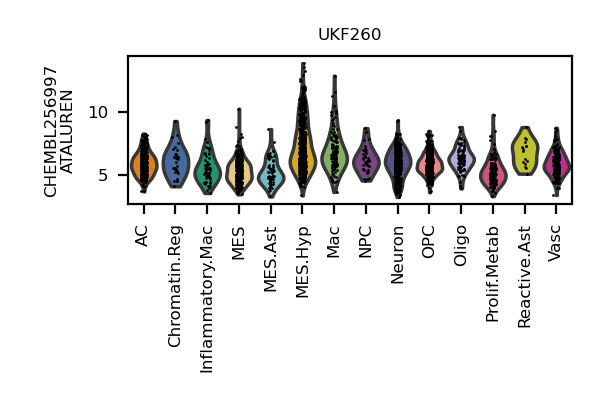 UKF260
CHEMBL256997
ATALUREN
10
5
AC
Chromatin.Reg
Inflammatory.Mac
MES
MES.Ast
MES.Hyp
Mac
NPC
Neuron
OPC
Oligo
Prolif.Metab
Reactive.Ast
Vasc